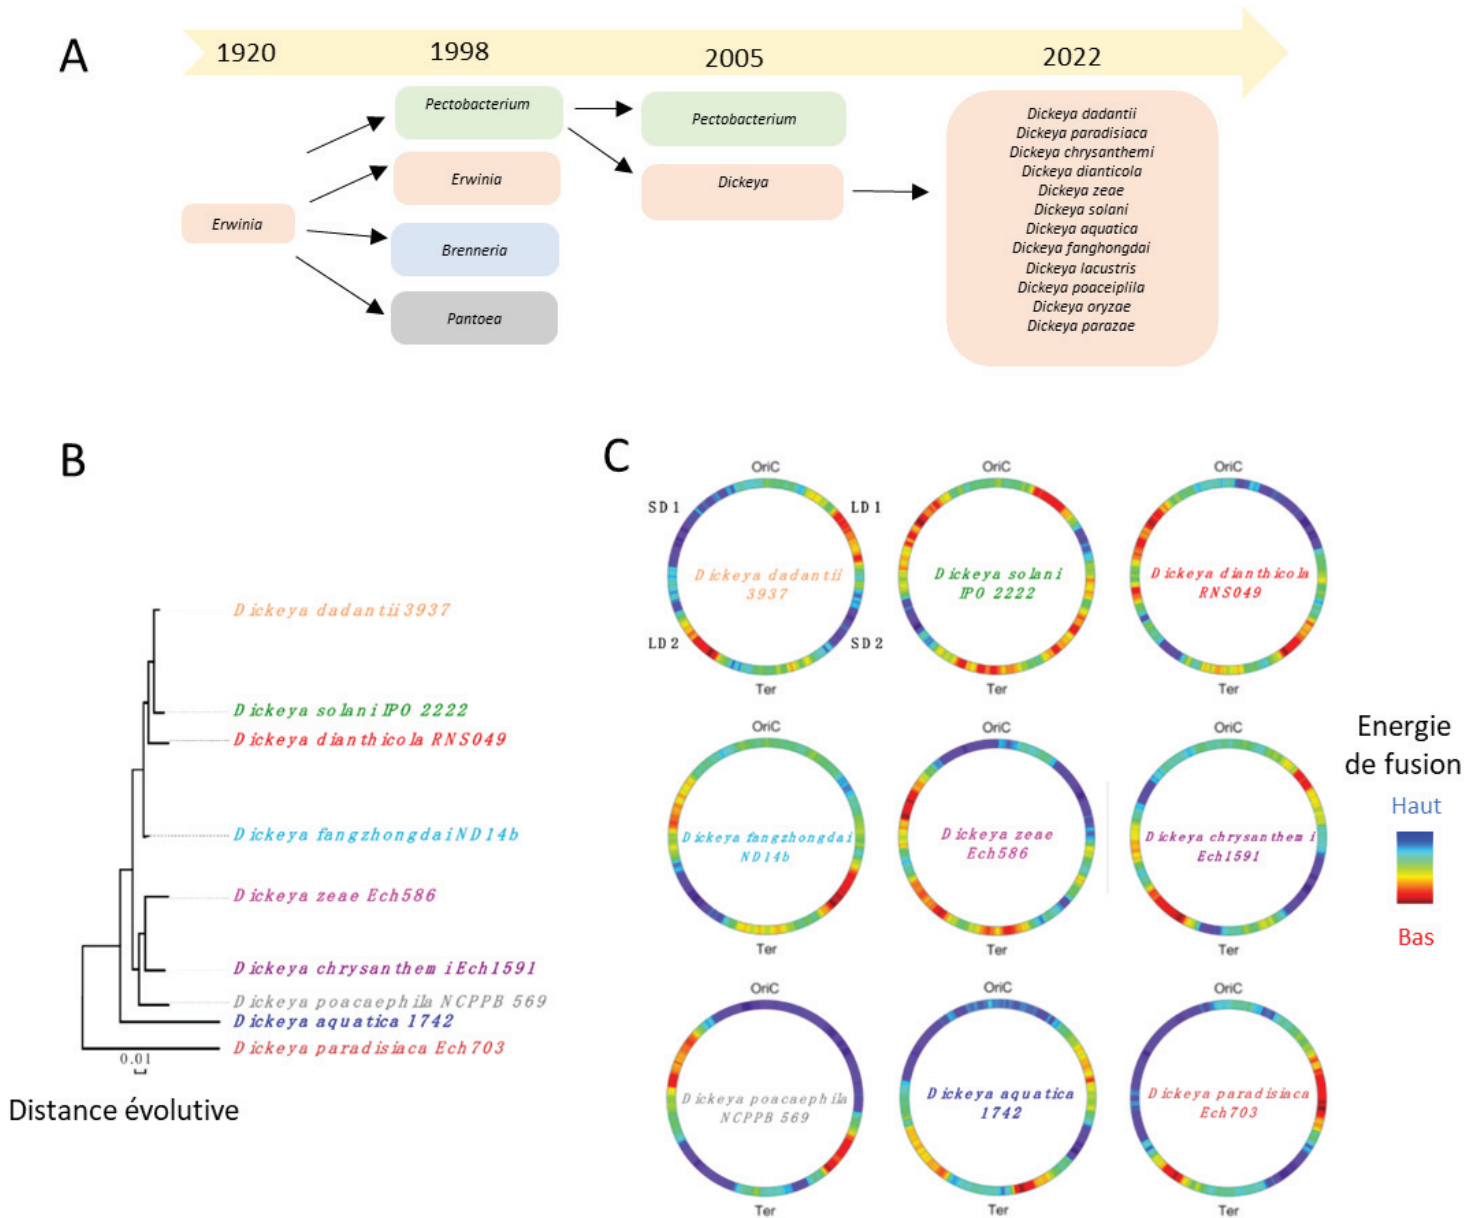 A
1920
1998
2005
2022
Pectobacterium
Erwinia
Erwinia
Brenneria
Pantoea
Pectobacterium
Dickeya
Dickeya dadantii
Dickeya paradisiaca
Dickeya chrysanthemi
Dickeya dianticola
Dickeya zeae
Dickeya solani
Dickeya aquatica
Dickeya fanghongdai
Dickeya lacustris
Dickeya poaceiplila
Dickeya oryzae
Dickeya parazae
B
Dickeya dadantii 3937
Dickeya solani IPO 2222
Dickeya dianthicola RNS049
Dickeya fangzhongdai ND14b
Dickeya zeae Ech586
Dickeya chrysanthemi Ech1591
Dickeya poacaephila NCPPB 569
Dickeya aquatica 1742
Dickeya paradisiaca Ech703
0.01
Distance évolutive
C
OriC
SD1
LD1
Dickeya dadantii
3937
LD2
SD2
Ter
OriC
Dickeya solani
IPO 2222
Ter
OriC
Dickeya dianthicola
RNS049
Ter
OriC
Dickeya fangzhongdai
ND14b
Ter
OriC
Dickeya zeae
Ech586
Ter
OriC
Dickeya chrysanthemi
Ech1591
Ter
OriC
Dickeya poacaephila
NCPPB 569
Ter
OriC
Dickeya aquatica
1742
Ter
OriC
Dickeya paradisiaca
Ech703
Ter
Energie
de fusion
Haut
Bas